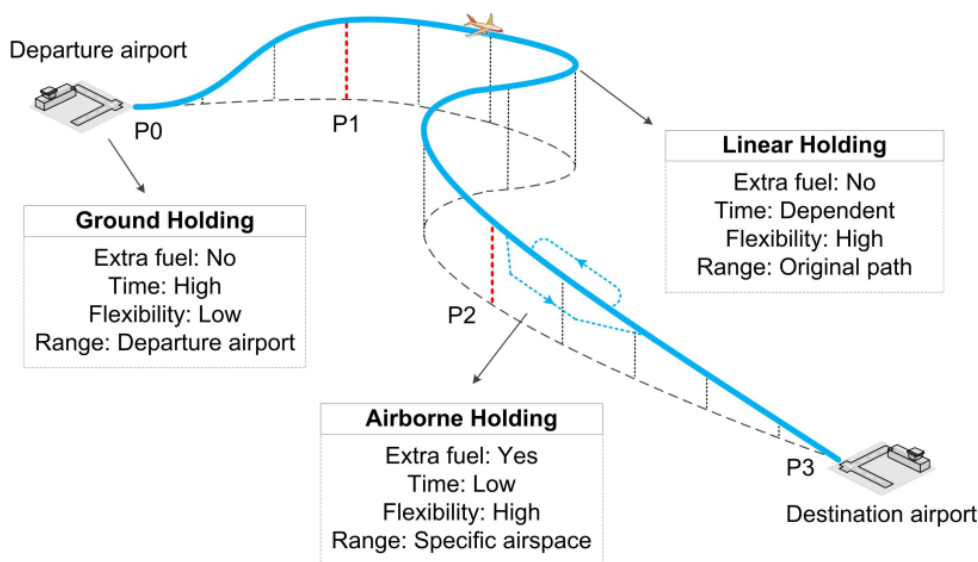 Departure airport
P0
P1
Linear Holding
Extra fuel: No
Time: Dependent
Flexibility: High
Range: Original path
Ground Holding
Extra fuel: No
Time: High
Flexibility: Low
Range: Departure airport
P2
Airborne Holding
Extra fuel: Yes
Time: Low
Flexibility: High
Range: Specific airspace
P3
Destination airport